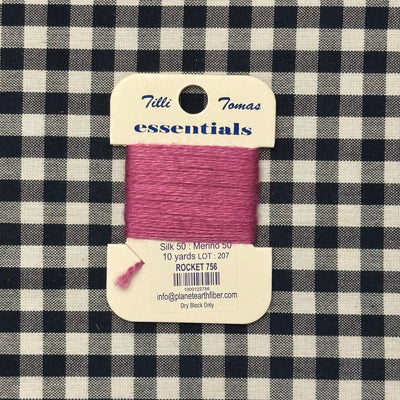 Tilli Tomas
essentials
Silk 50 : Merino 50
10 yards LOT : 207
ROCKET 756
1000122756
info@planetearthfiber.com
Dry Block Only